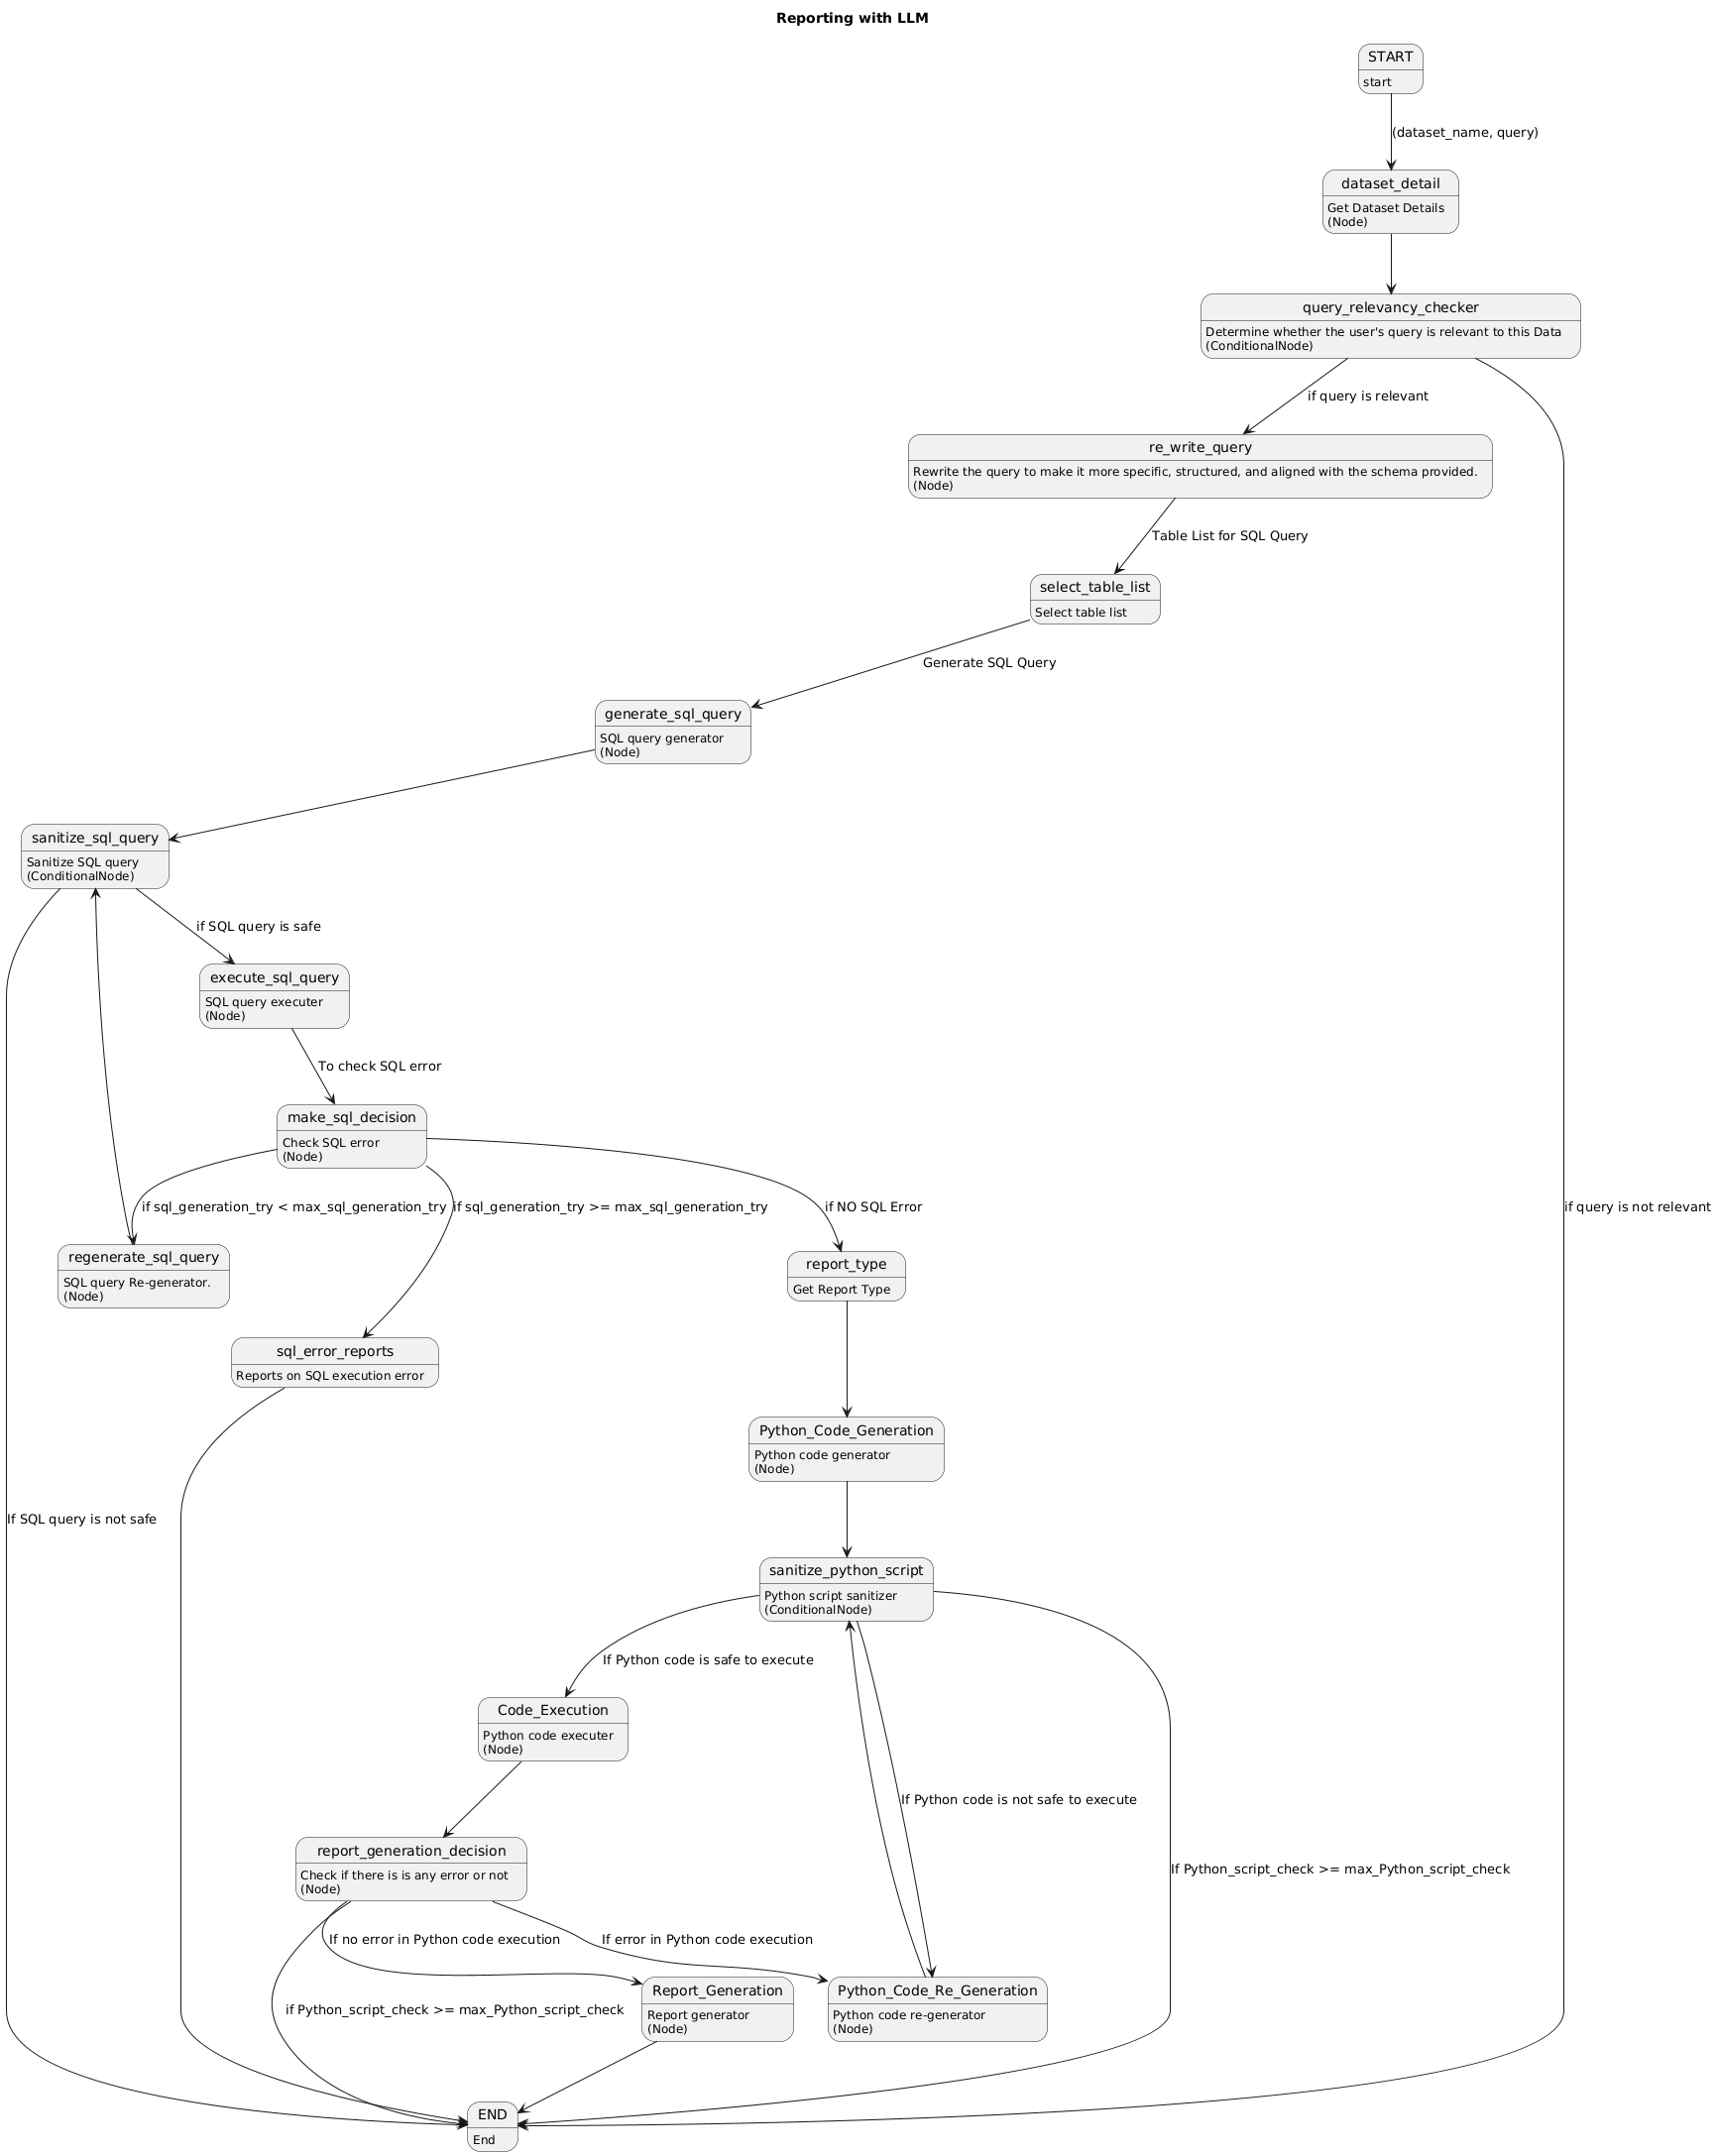 Reporting with LLM
START
start
(dataset_name, query)
dataset_detail
Get Dataset Details
(Node)
query_relevancy_checker
Determine whether the user's query is relevant to this Data
(ConditionalNode)
if query is relevant
re_write_query
Rewrite the query to make it more specific, structured, and aligned with the schema provided.
(Node)
Table List for SQL Query
select_table_list
Select table list
Generate SQL Query
generate_sql_query
SQL query generator
(Node)
sanitize_sql_query
Sanitize SQL query
(ConditionalNode)
if SQL query is safe
execute_sql_query
SQL query executer
(Node)
To check SQL error
make_sql_decision
Check SQL error
(Node)
if sql_generation_try < max_sql_generation_try
if sql_generation_try >= max_sql_generation_try
if NO SQL Error
if query is not relevant
regenerate_sql_query
SQL query Re-generator.
(Node)
report_type
Get Report Type
sql_error_reports
Reports on SQL execution error
Python_Code_Generation
Python code generator
(Node)
If SQL query is not safe
sanitize_python_script
Python script sanitizer
(ConditionalNode)
If Python code is safe to execute
Code_Execution
Python code executer
(Node)
If Python code is not safe to execute
report_generation_decision
Check if there is is any error or not
(Node)
If Python_script_check >= max_Python_script_check
If no error in Python code execution
If error in Python code execution
if Python_script_check >= max_Python_script_check
Report_Generation
Report generator
(Node)
Python_Code_Re_Generation
Python code re-generator
(Node)
END
End